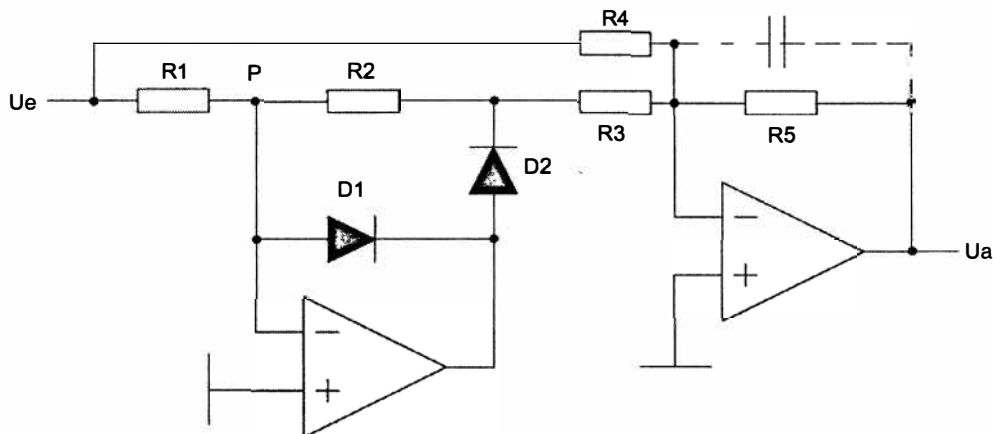 R4
R1
P
R2
Ue
R3
R5
D1
D2
−
+
Ua
−
+